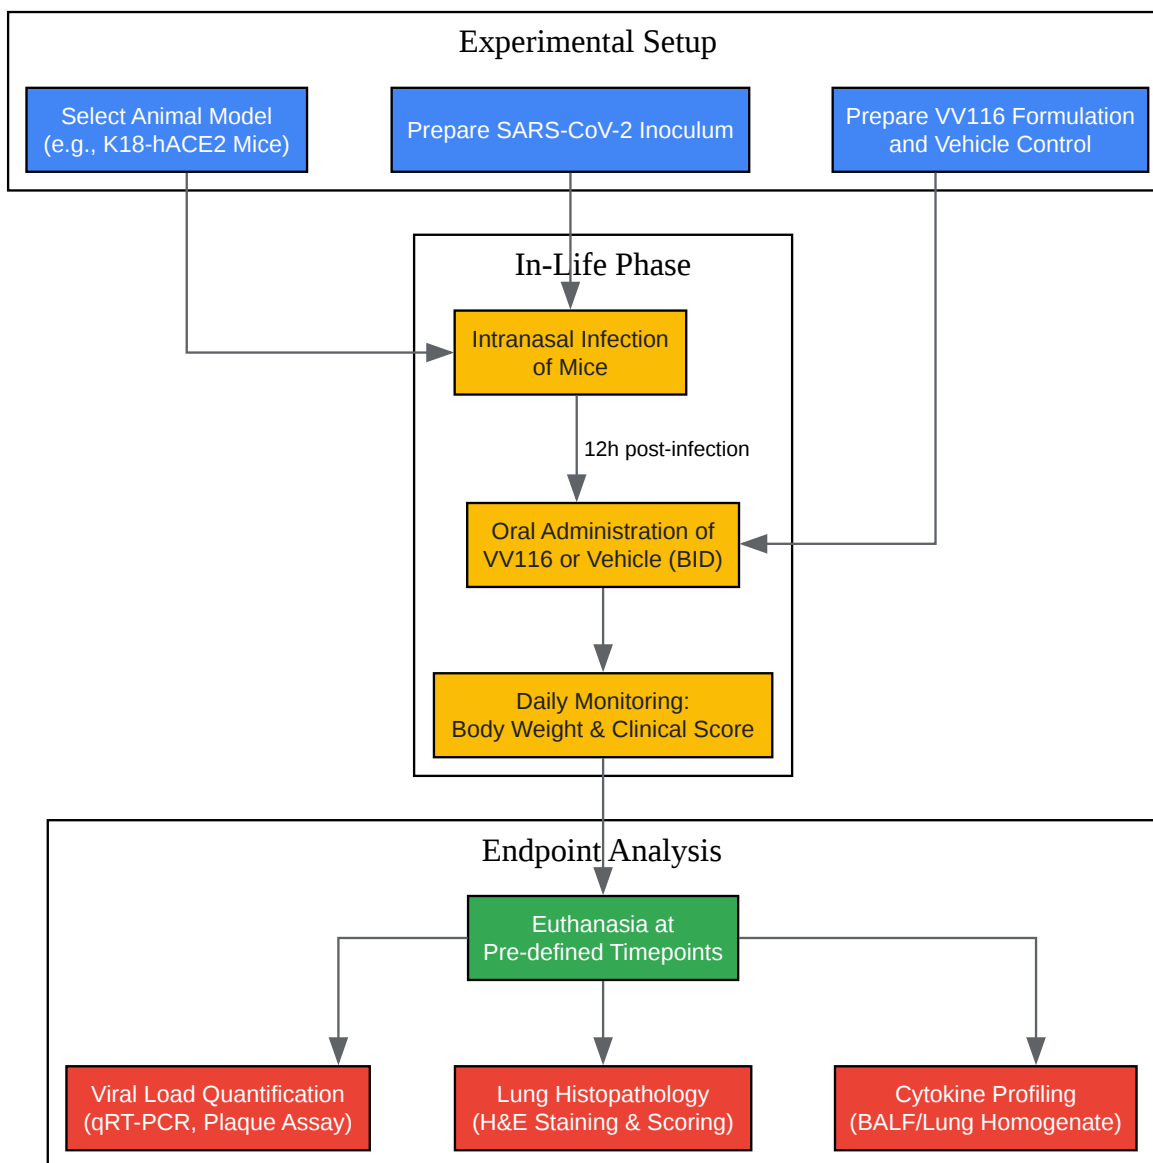 Experimental Setup
Select Animal Model
(e.g., K18-hACE2 Mice)
Prepare SARS-CoV-2 Inoculum
Prepare VV116 Formulation
and Vehicle Control
In-Life Phase
Intranasal Infection
of Mice
12h post-infection
Oral Administration of
VV116 or Vehicle (BID)
Daily Monitoring:
Body Weight & Clinical Score
Endpoint Analysis
Euthanasia at
Pre-defined Timepoints
Viral Load Quantification
(qRT-PCR, Plaque Assay)
Lung Histopathology
(H&E Staining & Scoring)
Cytokine Profiling
(BALF/Lung Homogenate)